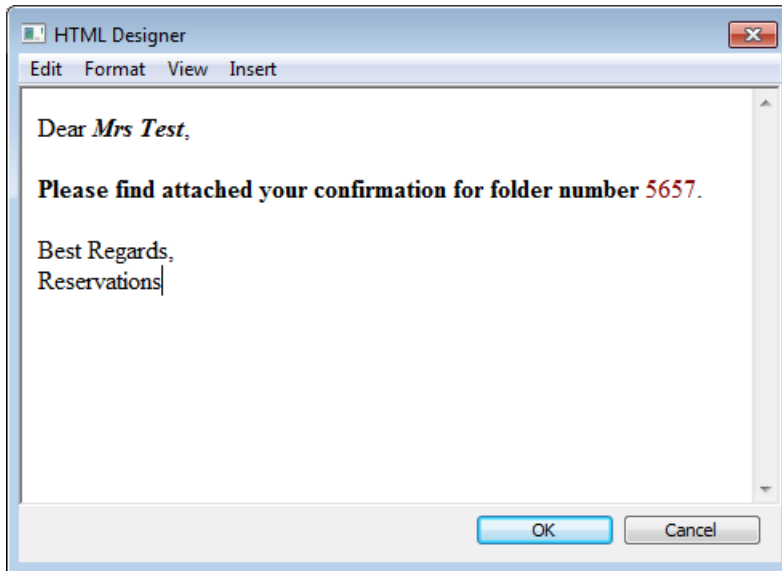 HTML Designer
Edit Format View Insert
Dear Mrs Test,
Please find attached your confirmation for folder number 5657.
Best Regards,
Reservations
OK Cancel